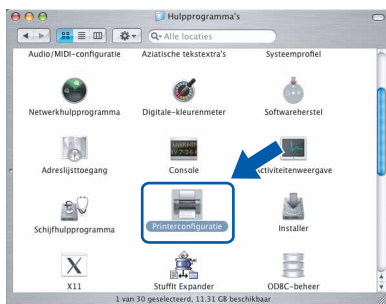 Hulpprogramma's
Alle locaties
Audio/MIDI-configuratie Aziatische tekstextra's Systeemprofiel
Netwerkhulpprogramma Digitale-kleurenmeter Softwareherstel
Adreslijsttoegang Console Activiteitenweergave
Schijfhulpprogramma Printerconfiguratie Installer
X11 StuffIt Expander ODBC-beheer
1 van 30 geselecteerd, 11.31 GB beschikbaar